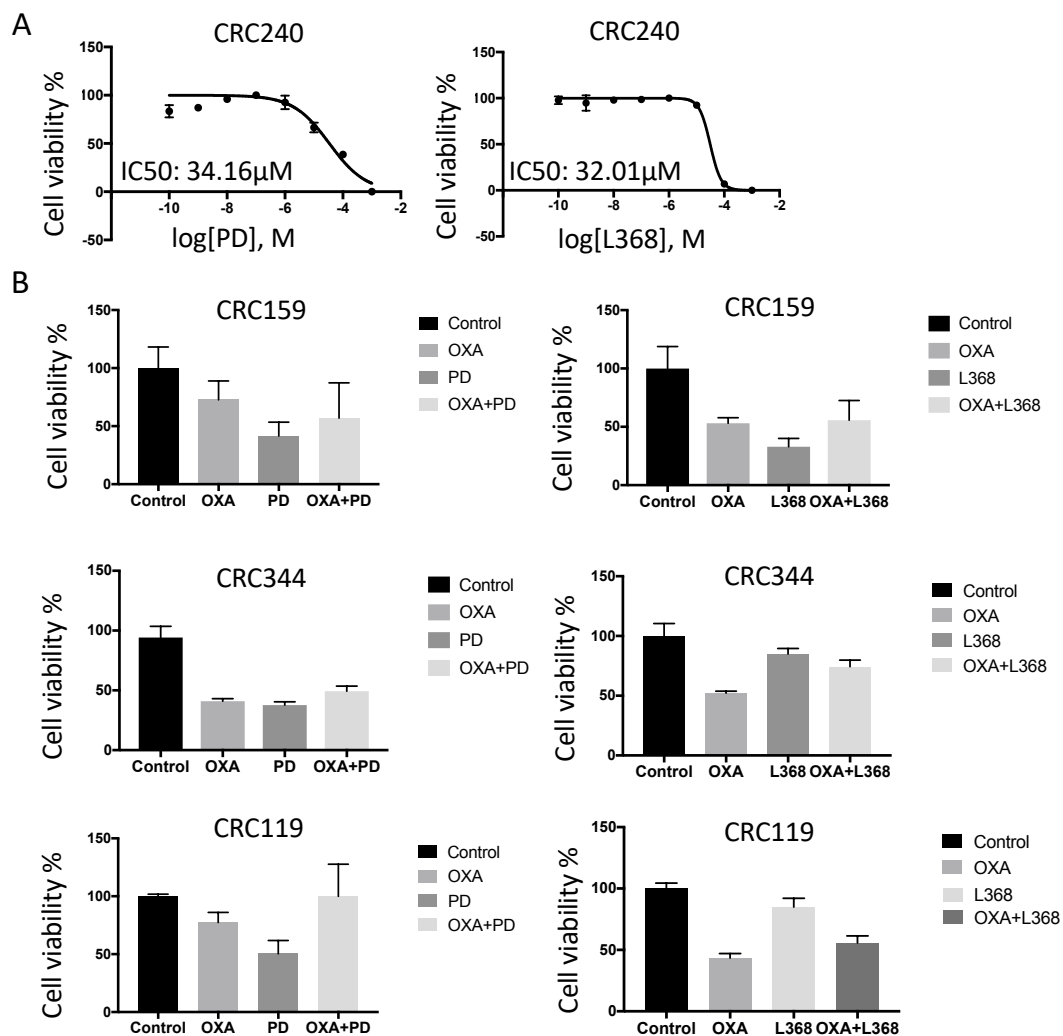 A
CRC240
Cell viability %
150
100
50
0
-50
-10
-8
-6
-4
-2
IC50: 34.16μM
log[PD], M
CRC240
Cell viability %
150
100
50
0
-50
-10
-8
-6
-4
-2
IC50: 32.01μM
log[L368], M
B
CRC159
Cell viability %
150
100
50
0
Control
OXA
PD
OXA+PD
Control
OXA
PD
OXA+PD
CRC159
Cell viability %
150
100
50
0
Control
OXA
L368
OXA+L368
Control
OXA
L368
OXA+L368
CRC344
Cell viability %
150
100
50
0
Control
OXA
PD
OXA+PD
Control
OXA
PD
OXA+PD
CRC344
Cell viability %
150
100
50
0
Control
OXA
L368
OXA+L368
Control
OXA
L368
OXA+L368
CRC119
Cell viability %
150
100
50
0
Control
OXA
PD
OXA+PD
Control
OXA
PD
OXA+PD
CRC119
Cell viability %
150
100
50
0
Control
OXA
L368
OXA+L368
Control
OXA
L368
OXA+L368